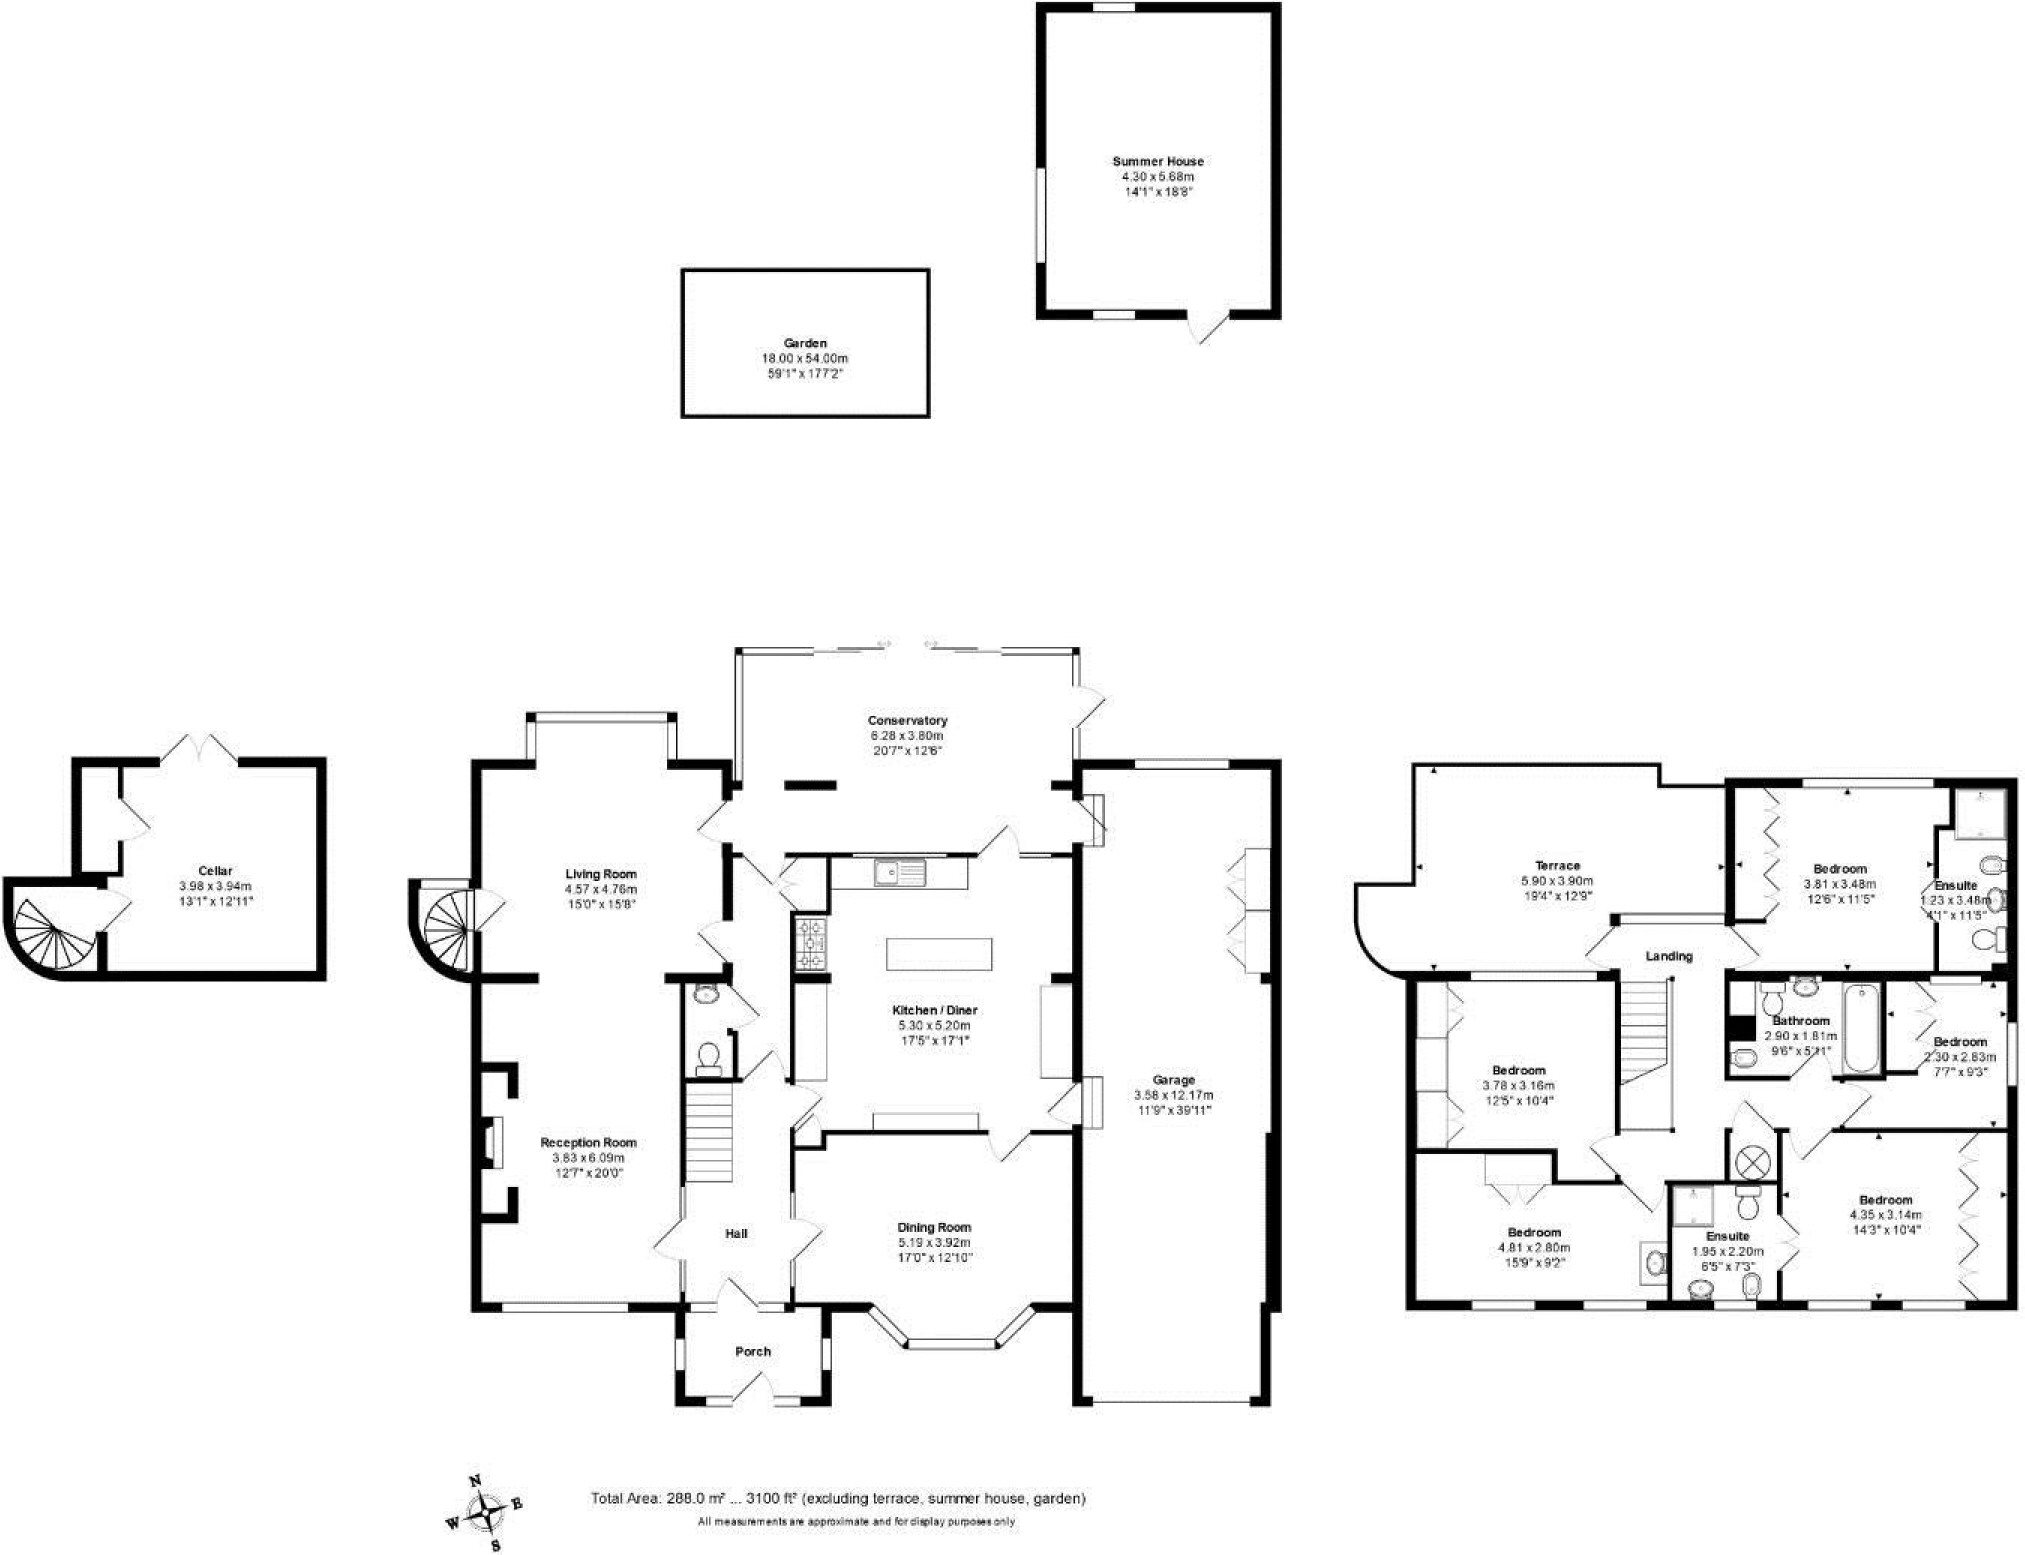 Summer House
4.30 x 5.68m
14'1" x 18'8"
Garden
18.00 x 54.00m
59'1" x 177'2"
Conservatory
6.28 x 3.80m
20'7" x 12'6"
Cellar
3.98 x 3.94m
13'1" x 12'11"
Living Room
4.57 x 4.76m
15'0" x 15'8"
Kitchen / Diner
5.30 x 5.20m
17'5" x 17'1"
Garage
3.58 x 12.17m
11'9" x 39'11"
Reception Room
3.83 x 6.09m
12'7" x 20'0"
Hall
Dining Room
5.19 x 3.92m
17'0" x 12'10"
Porch
Terrace
5.90 x 3.90m
19'4" x 12'9"
Bedroom
3.81 x 3.48m
12'6" x 11'5"
Ensuite
1.23 x 3.48m
4'1" x 11'5"
Landing
Bathroom
2.90 x 1.81m
9'6" x 5'11"
Bedroom
2.30 x 2.83m
7'7" x 9'3"
Bedroom
3.78 x 3.16m
12'5" x 10'4"
Bedroom
4.35 x 3.14m
14'3" x 10'4"
Bedroom
4.81 x 2.80m
15'9" x 9'2"
Ensuite
1.95 x 2.20m
6'5" x 7'3"
N
E
W
S
Total Area: 288.0 m² ... 3100 ft² (excluding terrace, summer house, garden)
All measurements are approximate and for display purposes only